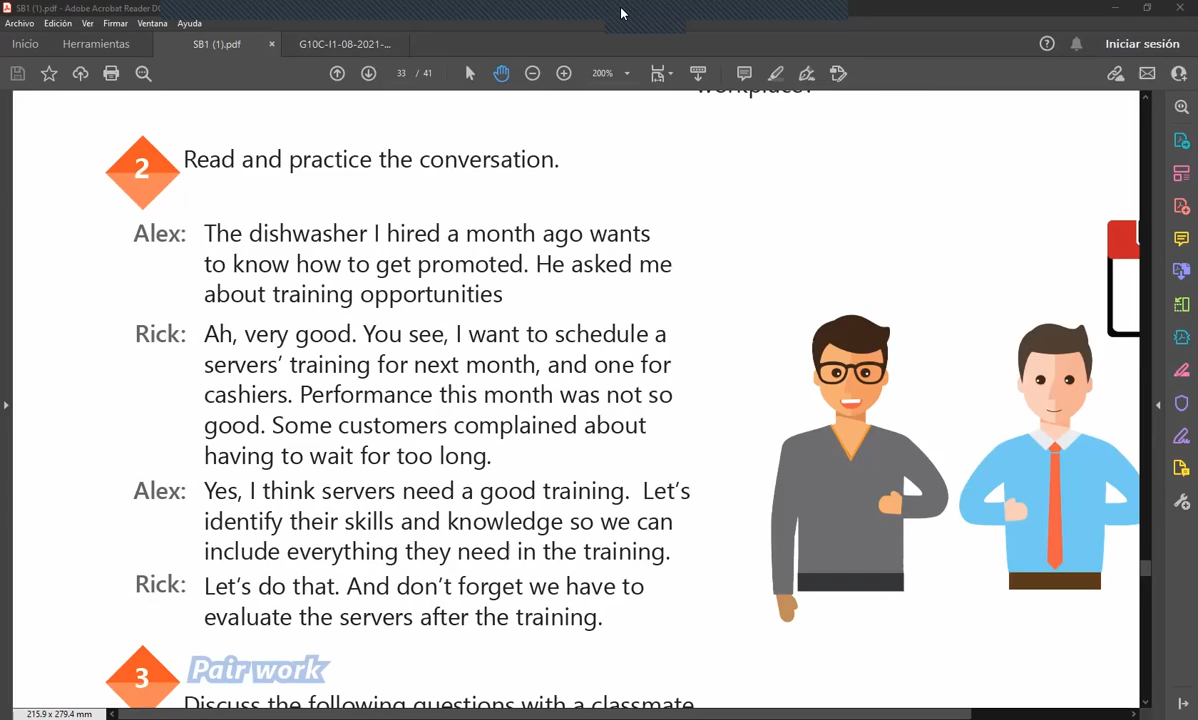 SB1 (1).pdf - Adobe Acrobat Reader DC
Archivo Edición Ver Firmar Ventana Ayuda
Inicio Herramientas SB1 (1).pdf × G10C-I1-08-2021-... Iniciar sesión
33 / 41 200%
2 Read and practice the conversation.
Alex: The dishwasher I hired a month ago wants
to know how to get promoted. He asked me
about training opportunities
Rick: Ah, very good. You see, I want to schedule a
servers’ training for next month, and one for
cashiers. Performance this month was not so
good. Some customers complained about
having to wait for too long.
Alex: Yes, I think servers need a good training. Let’s
identify their skills and knowledge so we can
include everything they need in the training.
Rick: Let’s do that. And don’t forget we have to
evaluate the servers after the training.
3 Pair work
Discuss the following questions with a classmate
215.9 x 279.4 mm